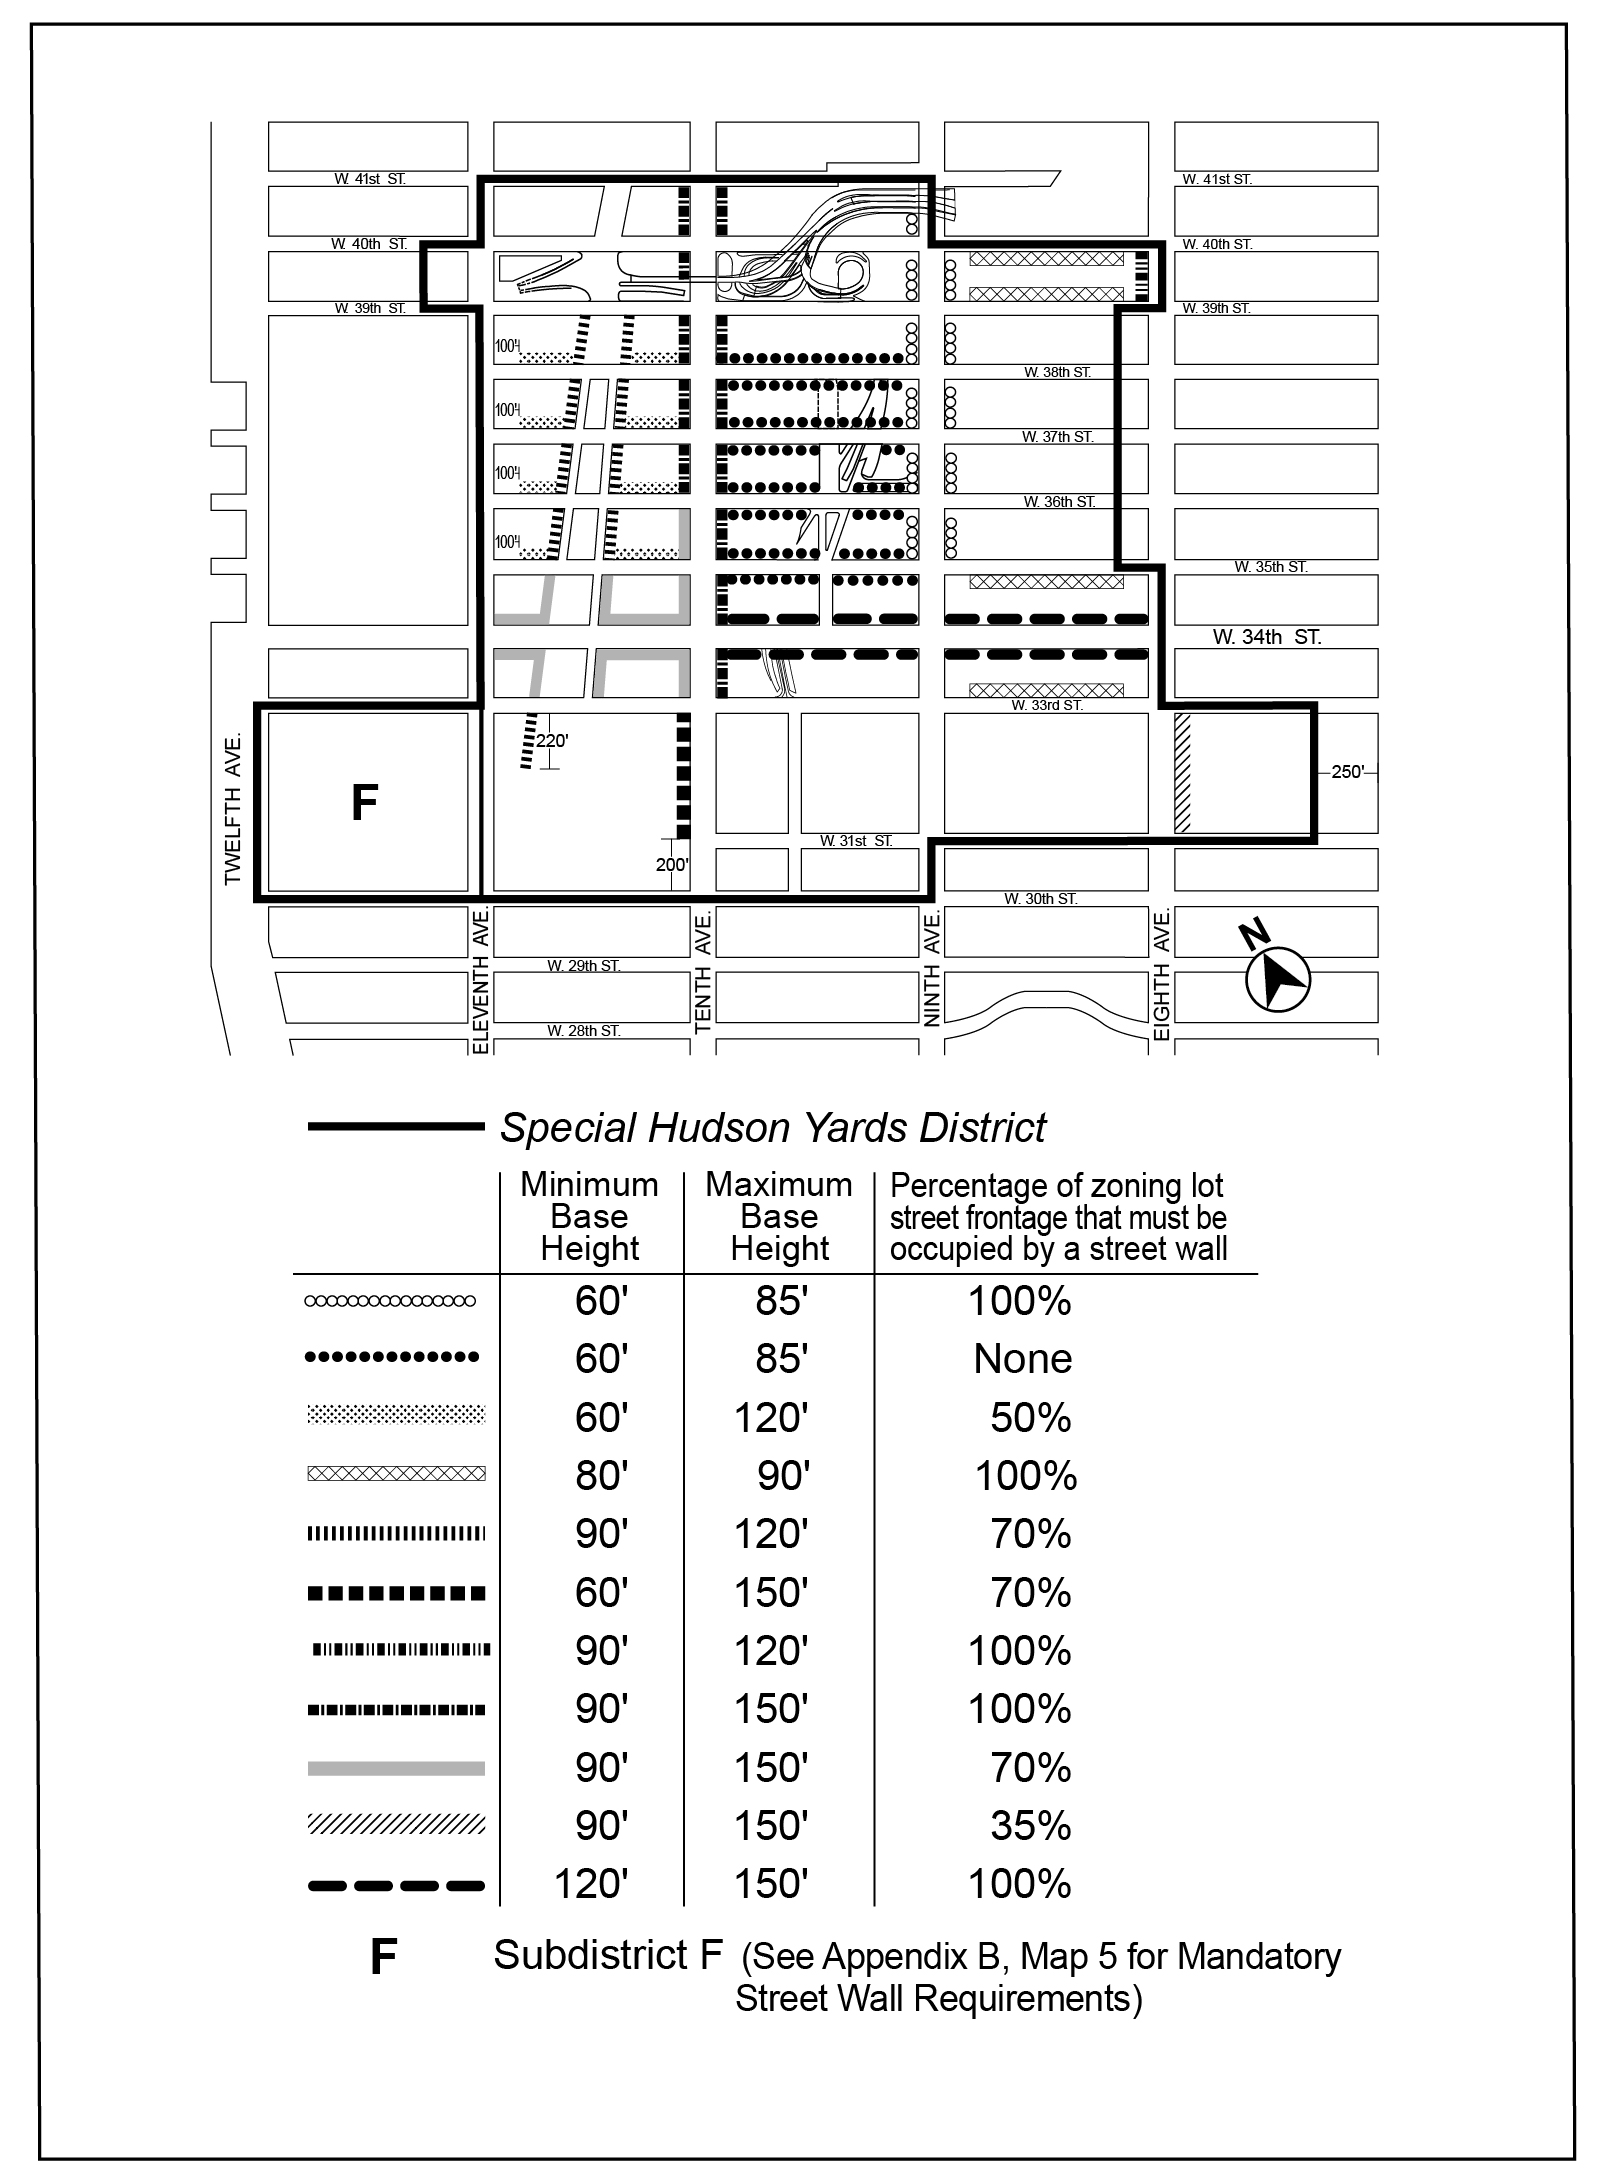 W. 41st ST.
W. 41st ST.
W. 40th ST.
W. 40th ST.
W. 39th ST.
W. 39th ST.
100'
W. 38th ST.
100'
W. 37th ST.
100'
W. 36th ST.
100'
W. 35th ST.
W. 34th ST.
W. 33rd ST.
220'
250'
F
TWELFTH AVE.
W. 31st ST.
200'
W. 30th ST.
ELEVENTH AVE.
TENTH AVE.
NINTH AVE.
EIGHTH AVE.
N
W. 29th ST.
W. 28th ST.
Special Hudson Yards District
Minimum Base Height
Maximum Base Height
Percentage of zoning lot
street frontage that must be
occupied by a street wall
60' 85' 100%
60' 85' None
60' 120' 50%
80' 90' 100%
90' 120' 70%
60' 150' 70%
90' 120' 100%
90' 150' 100%
90' 150' 70%
90' 150' 35%
120' 150' 100%
F Subdistrict F (See Appendix B, Map 5 for Mandatory
Street Wall Requirements)